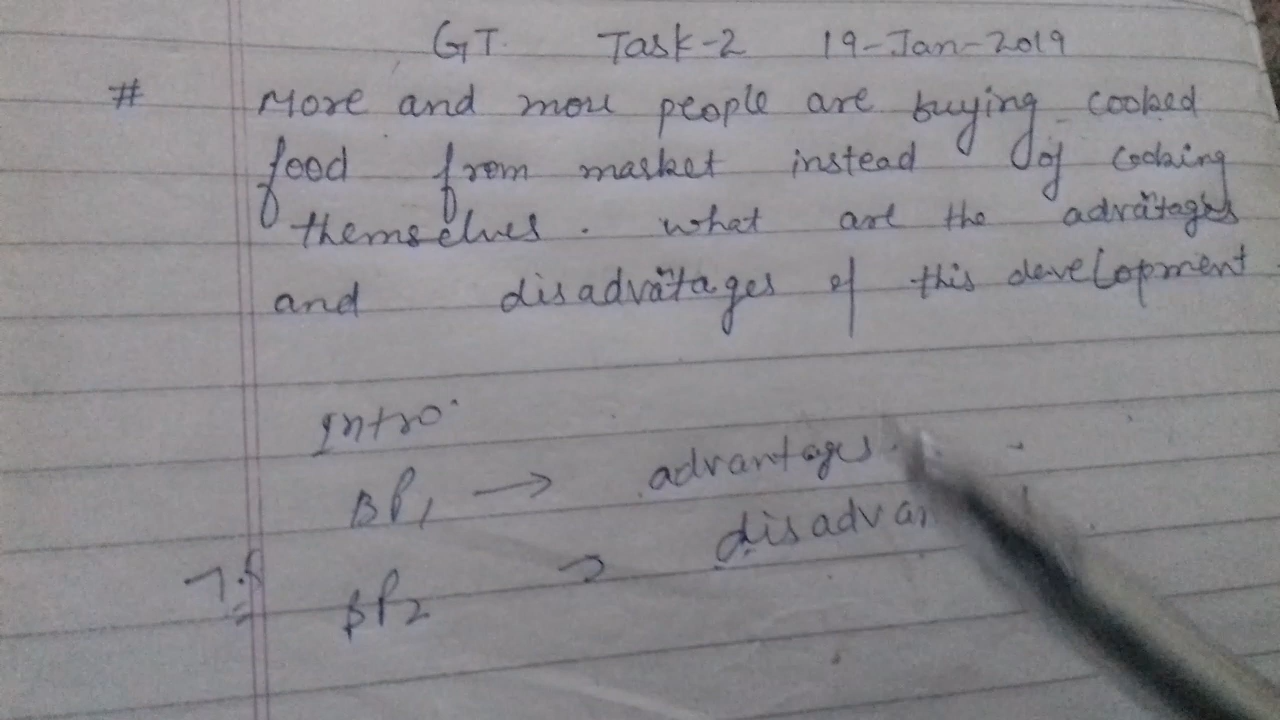 GT. Task-2 19-Jan-2019
# More and more people are buying cooked
food from market instead of cooking
themselves. what are the advatages
and disadvatages of this development
Intro.
BP1 → advantages.
7.5 BP2 → disadvan